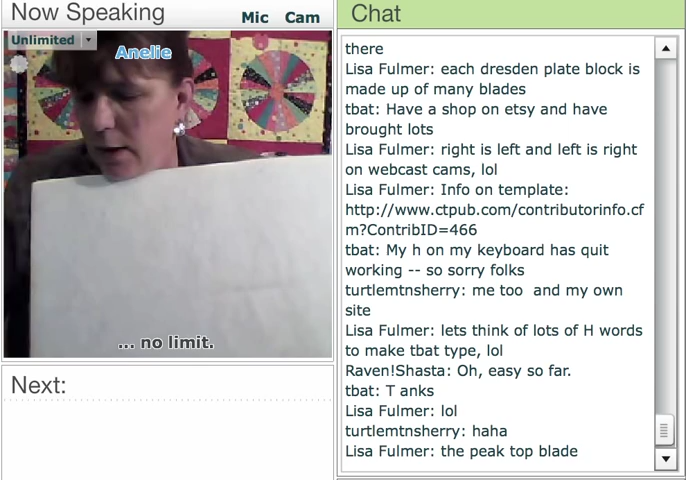 Now Speaking
Mic Cam
Unlimited
Anelie
... no limit.
Next:
Chat
there
Lisa Fulmer: each dresden plate block is
made up of many blades
tbat: Have a shop on etsy and have
brought lots
Lisa Fulmer: right is left and left is right
on webcast cams, lol
Lisa Fulmer: Info on template:
http://www.ctpub.com/contributorinfo.cf
m?ContribID=466
tbat: My h on my keyboard has quit
working -- so sorry folks
turtlemtnsherry: me too  and my own
site
Lisa Fulmer: lets think of lots of H words
to make tbat type, lol
Raven!Shasta: Oh, easy so far.
tbat: T anks
Lisa Fulmer: lol
turtlemtnsherry: haha
Lisa Fulmer: the peak top blade